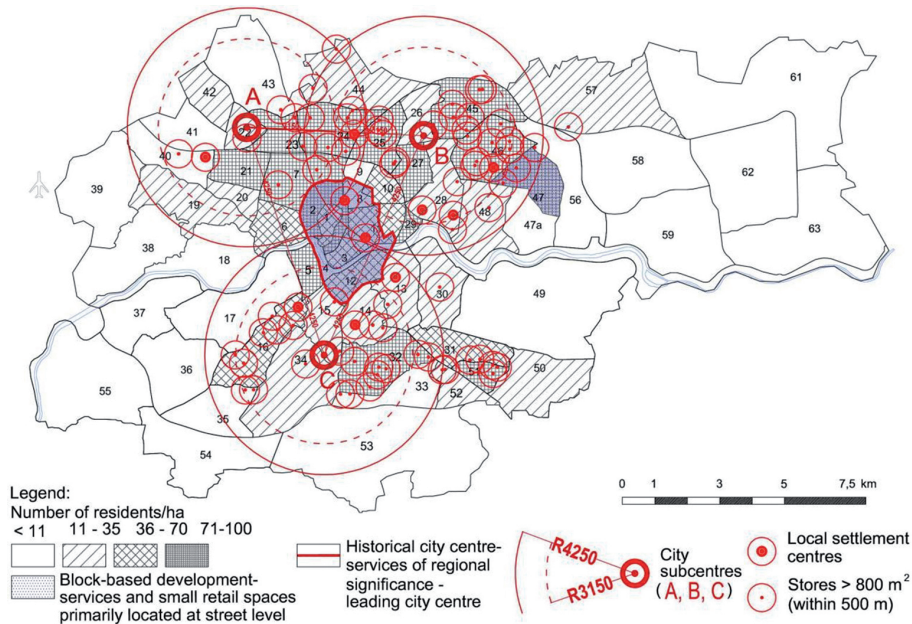 61
43
57
42
44
A
26
45
22
24
41
25
B
23
58
40
27
62
21
7
9
39
47
20
10
56
19
2
8
28
48
1
6
29
47a
59
63
38
18
3
5
4
12
13
49
30
37
17
15
14
16
31
34
32
50
36
C
51
33
55
52
35
53
54
Legend:
Number of residents/ha
< 11 11 - 35 36 - 70 71-100
Block-based development-
services and small retail spaces
primarily located at street level
Historical city centre-
services of regional
significance -
leading city centre
0 1 3 4 6 7,5 km
R4250
R3150
City
subcentres
(A, B, C)
Local settlement
centres
Stores > 800 m²
(within 500 m)